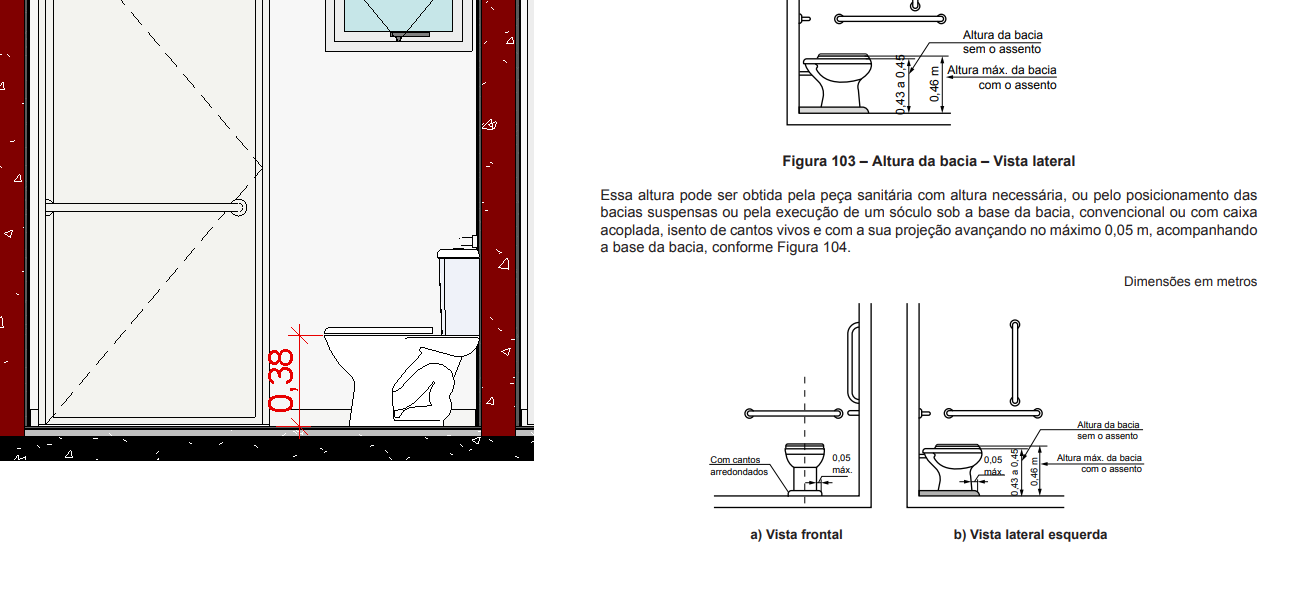 0,38
Altura da bacia
sem o assento
0,43 a 0,45
0,46 m
Altura máx. da bacia
com o assento
Figura 103 – Altura da bacia – Vista lateral
Essa altura pode ser obtida pela peça sanitária com altura necessária, ou pelo posicionamento das
bacias suspensas ou pela execução de um sóculo sob a base da bacia, convencional ou com caixa
acoplada, isento de cantos vivos e com a sua projeção avançando no máximo 0,05 m, acompanhando
a base da bacia, conforme Figura 104.
Dimensões em metros
Com cantos
arredondados
0,05
máx.
a) Vista frontal
Altura da bacia
sem o assento
0,05
máx.
0,43 a 0,45
0,46 m
Altura máx. da bacia
com o assento
b) Vista lateral esquerda